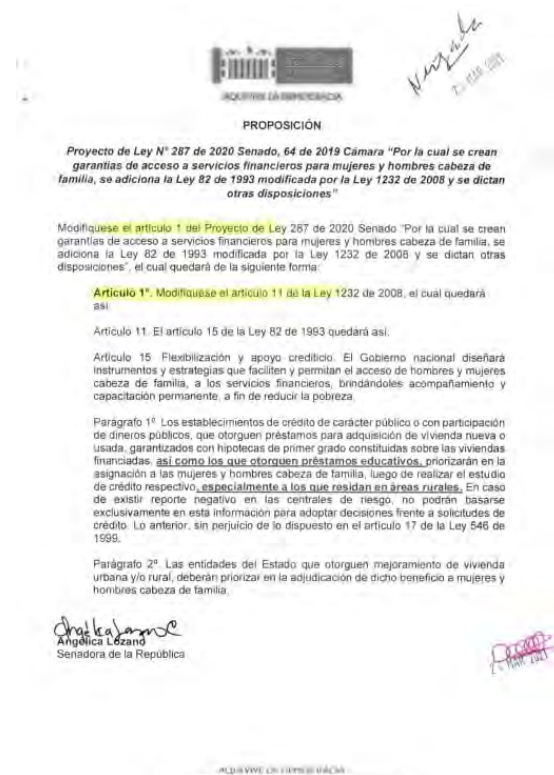 Negada
AQUÍ VIVE LA DEMOCRACIA
PROPOSICIÓN
Proyecto de Ley N° 287 de 2020 Senado, 64 de 2019 Cámara "Por la cual se crean
garantías de acceso a servicios financieros para mujeres y hombres cabeza de
familia, se adiciona la Ley 82 de 1993 modificada por la Ley 1232 de 2008 y se dictan
otras disposiciones"
Modifíquese el artículo 1 del Proyecto de Ley 287 de 2020 Senado "Por la cual se crean
garantías de acceso a servicios financieros para mujeres y hombres cabeza de familia, se
adiciona la Ley 82 de 1993 modificada por la Ley 1232 de 2008 y se dictan otras
disposiciones", el cual quedará de la siguiente forma:
Artículo 1°. Modifíquese el artículo 11 de la Ley 1232 de 2008, el cual quedará
así:
Artículo 11. El artículo 15 de la Ley 82 de 1993 quedará así:
Artículo 15. Flexibilización y apoyo crediticio. El Gobierno nacional diseñará
instrumentos y estrategias que faciliten y permitan el acceso de hombres y mujeres
cabeza de familia, a los servicios financieros, brindándoles acompañamiento y
capacitación permanente, a fin de reducir la pobreza.
Parágrafo 1º. Los establecimientos de crédito de carácter público o con participación
de dineros públicos, que otorguen préstamos para adquisición de vivienda nueva o
usada, garantizados con hipotecas de primer grado constituidas sobre las viviendas
financiadas, así como los que otorguen préstamos educativos, priorizarán en la
asignación a las mujeres y hombres cabeza de familia, luego de realizar el estudio
de crédito respectivo, especialmente a los que residan en áreas rurales. En caso
de existir reporte negativo en las centrales de riesgo, no podrán basarse
exclusivamente en esta información para adoptar decisiones frente a solicitudes de
crédito. Lo anterior, sin perjuicio de lo dispuesto en el artículo 17 de la Ley 546 de
1999.
Parágrafo 2º. Las entidades del Estado que otorguen mejoramiento de vivienda
urbana y/o rural, deberán priorizar en la adjudicación de dicho beneficio a mujeres y
hombres cabeza de familia.
Angélica Lozano C
Angélica Lozano
Senadora de la República
MAR 2021
AQUÍ VIVE LA DEMOCRACIA